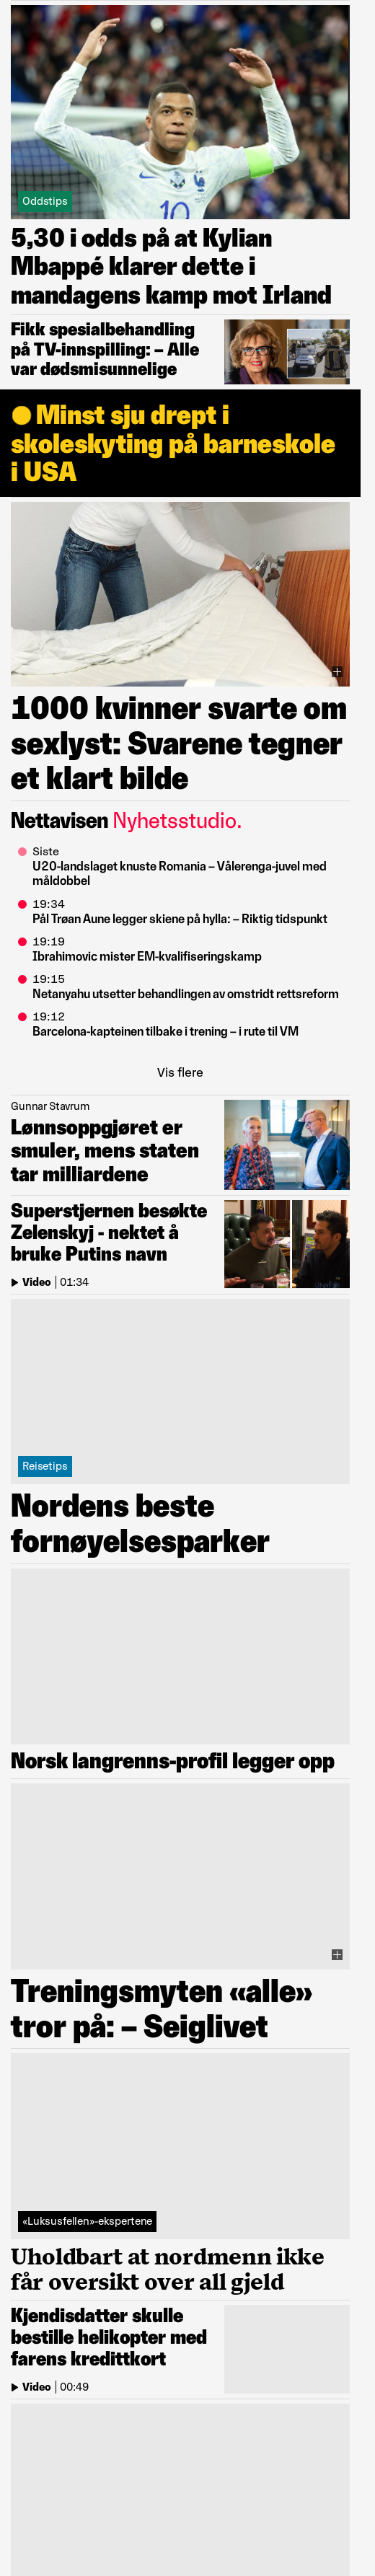 10
Oddstips
5,30 i odds på at Kylian
Mbappé klarer dette i
mandagens kamp mot Irland
Fikk spesialbehandling
på TV-innspilling: – Alle
var dødsmisunnelige
Minst sju drept i
skoleskyting på barneskole
i USA
1000 kvinner svarte om
sexlyst: Svarene tegner
et klart bilde
Nettavisen Nyhetsstudio.
Siste
U20-landslaget knuste Romania – Vålerenga-juvel med
måldobbel
19:34
Pål Trøan Aune legger skiene på hylla: – Riktig tidspunkt
19:19
Ibrahimovic mister EM-kvalifiseringskamp
19:15
Netanyahu utsetter behandlingen av omstridt rettsreform
19:12
Barcelona-kapteinen tilbake i trening – i rute til VM
Vis flere
Gunnar Stavrum
Lønnsoppgjøret er
smuler, mens staten
tar milliardene
Superstjernen besøkte
Zelenskyj - nektet å
bruke Putins navn
Video | 01:34
Reisetips
Nordens beste
fornøyelsesparker
Norsk langrenns-profil legger opp
Treningsmyten «alle»
tror på: – Seiglivet
«Luksusfellen»-ekspertene
Uholdbart at nordmenn ikke
får oversikt over all gjeld
Kjendisdatter skulle
bestille helikopter med
farens kredittkort
Video | 00:49